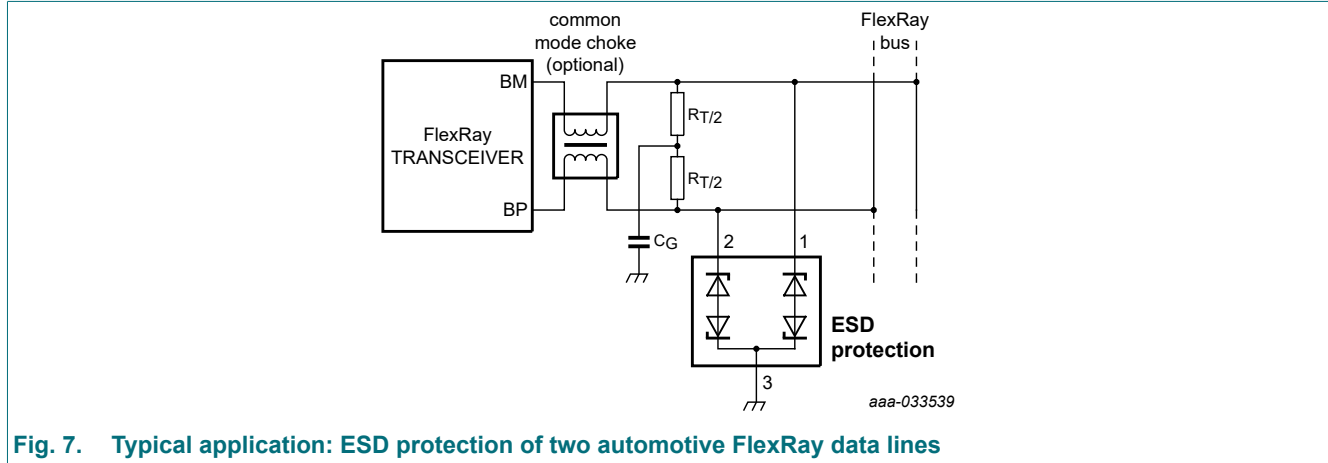 common
mode choke
(optional)
FlexRay
bus
BM
FlexRay
TRANSCEIVER
BP
RT/2
RT/2
CG
2
1
ESD
protection
3
aaa-033539
Fig. 7. Typical application: ESD protection of two automotive FlexRay data lines